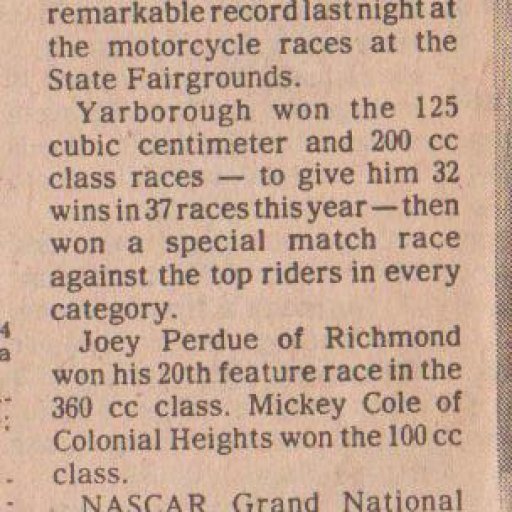 remarkable record last night at
the motorcycle races at the
State Fairgrounds.
Yarborough won the 125
cubic centimeter and 200 cc
class races — to give him 32
wins in 37 races this year — then
won a special match race
against the top riders in every
category.
Joey Perdue of Richmond
won his 20th feature race in the
360 cc class. Mickey Cole of
Colonial Heights won the 100 cc
class.
NASCAR Grand National
4
a